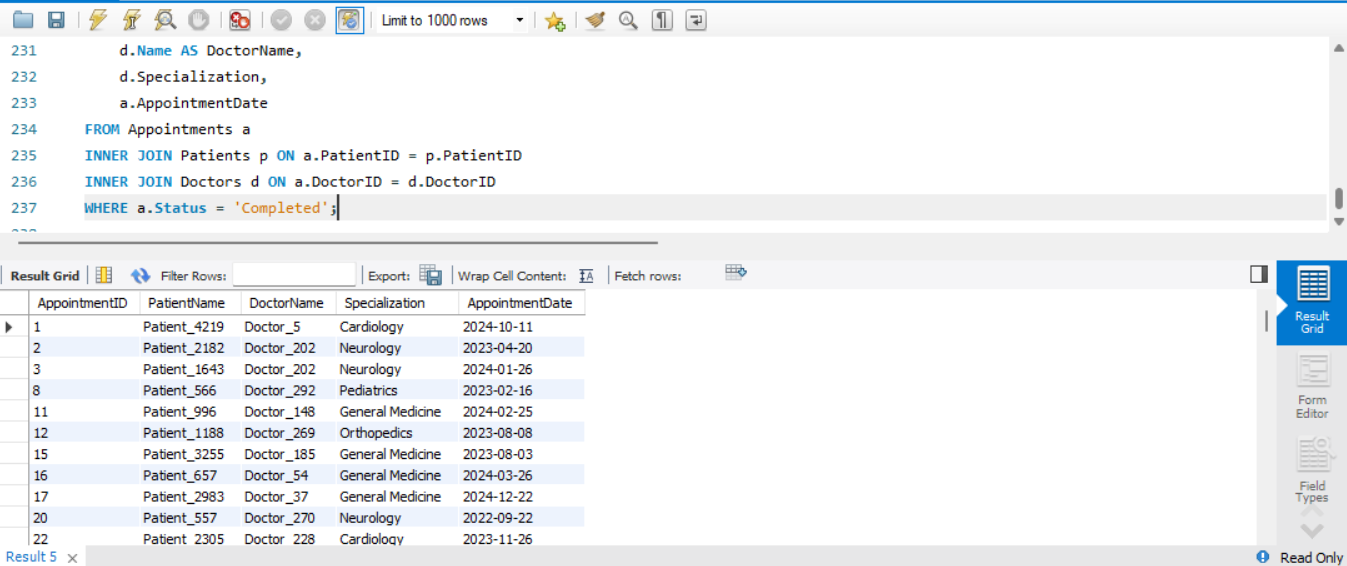 Limit to 1000 rows
231 d.Name AS DoctorName,
232 d.Specialization,
233 a.AppointmentDate
234 FROM Appointments a
235 INNER JOIN Patients p ON a.PatientID = p.PatientID
236 INNER JOIN Doctors d ON a.DoctorID = d.DoctorID
237 WHERE a.Status = 'Completed';
Result Grid Filter Rows: Export: Wrap Cell Content: Fetch rows:
AppointmentID PatientName DoctorName Specialization AppointmentDate
1 Patient_4219 Doctor_5 Cardiology 2024-10-11
2 Patient_2182 Doctor_202 Neurology 2023-04-20
3 Patient_1643 Doctor_202 Neurology 2024-01-26
8 Patient_566 Doctor_292 Pediatrics 2023-02-16
11 Patient_996 Doctor_148 General Medicine 2024-02-25
12 Patient_1188 Doctor_269 Orthopedics 2023-08-08
15 Patient_3255 Doctor_185 General Medicine 2023-08-03
16 Patient_657 Doctor_54 General Medicine 2024-03-26
17 Patient_2983 Doctor_37 General Medicine 2024-12-22
20 Patient_557 Doctor_270 Neurology 2022-09-22
22 Patient_2305 Doctor_228 Cardiology 2023-11-26
Result
Grid
Form
Editor
Field
Types
Result 5
Read Only